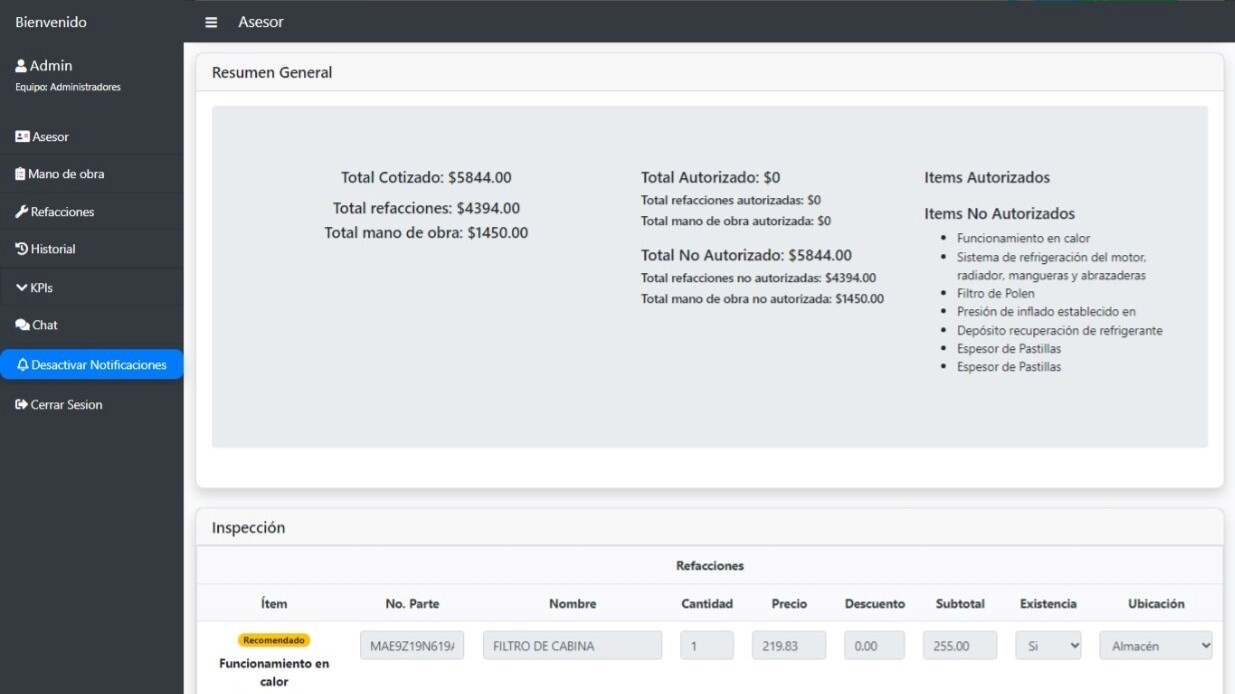 Bienvenido
Asesor
Admin
Equipo: Administradores
Asesor
Mano de obra
Refacciones
Historial
KPIs
Chat
Desactivar Notificaciones
Cerrar Sesion
Resumen General
Total Cotizado: $5844.00
Total refacciones: $4394.00
Total mano de obra: $1450.00
Total Autorizado: $0
Total refacciones autorizadas: $0
Total mano de obra autorizada: $0
Total No Autorizado: $5844.00
Total refacciones no autorizadas: $4394.00
Total mano de obra no autorizada: $1450.00
Items Autorizados
Items No Autorizados
Funcionamiento en calor
Sistema de refrigeración del motor,
radiador, mangueras y abrazaderas
Filtro de Polen
Presión de inflado establecido en
Depósito recuperación de refrigerante
Espesor de Pastillas
Espesor de Pastillas
Inspección
Refacciones
Ítem No. Parte Nombre Cantidad Precio Descuento Subtotal Existencia Ubicación
Recomendado
MAE9Z19N619 FILTRO DE CABINA 1 219.83 0.00 255.00 Si Almacén
Funcionamiento en
calor